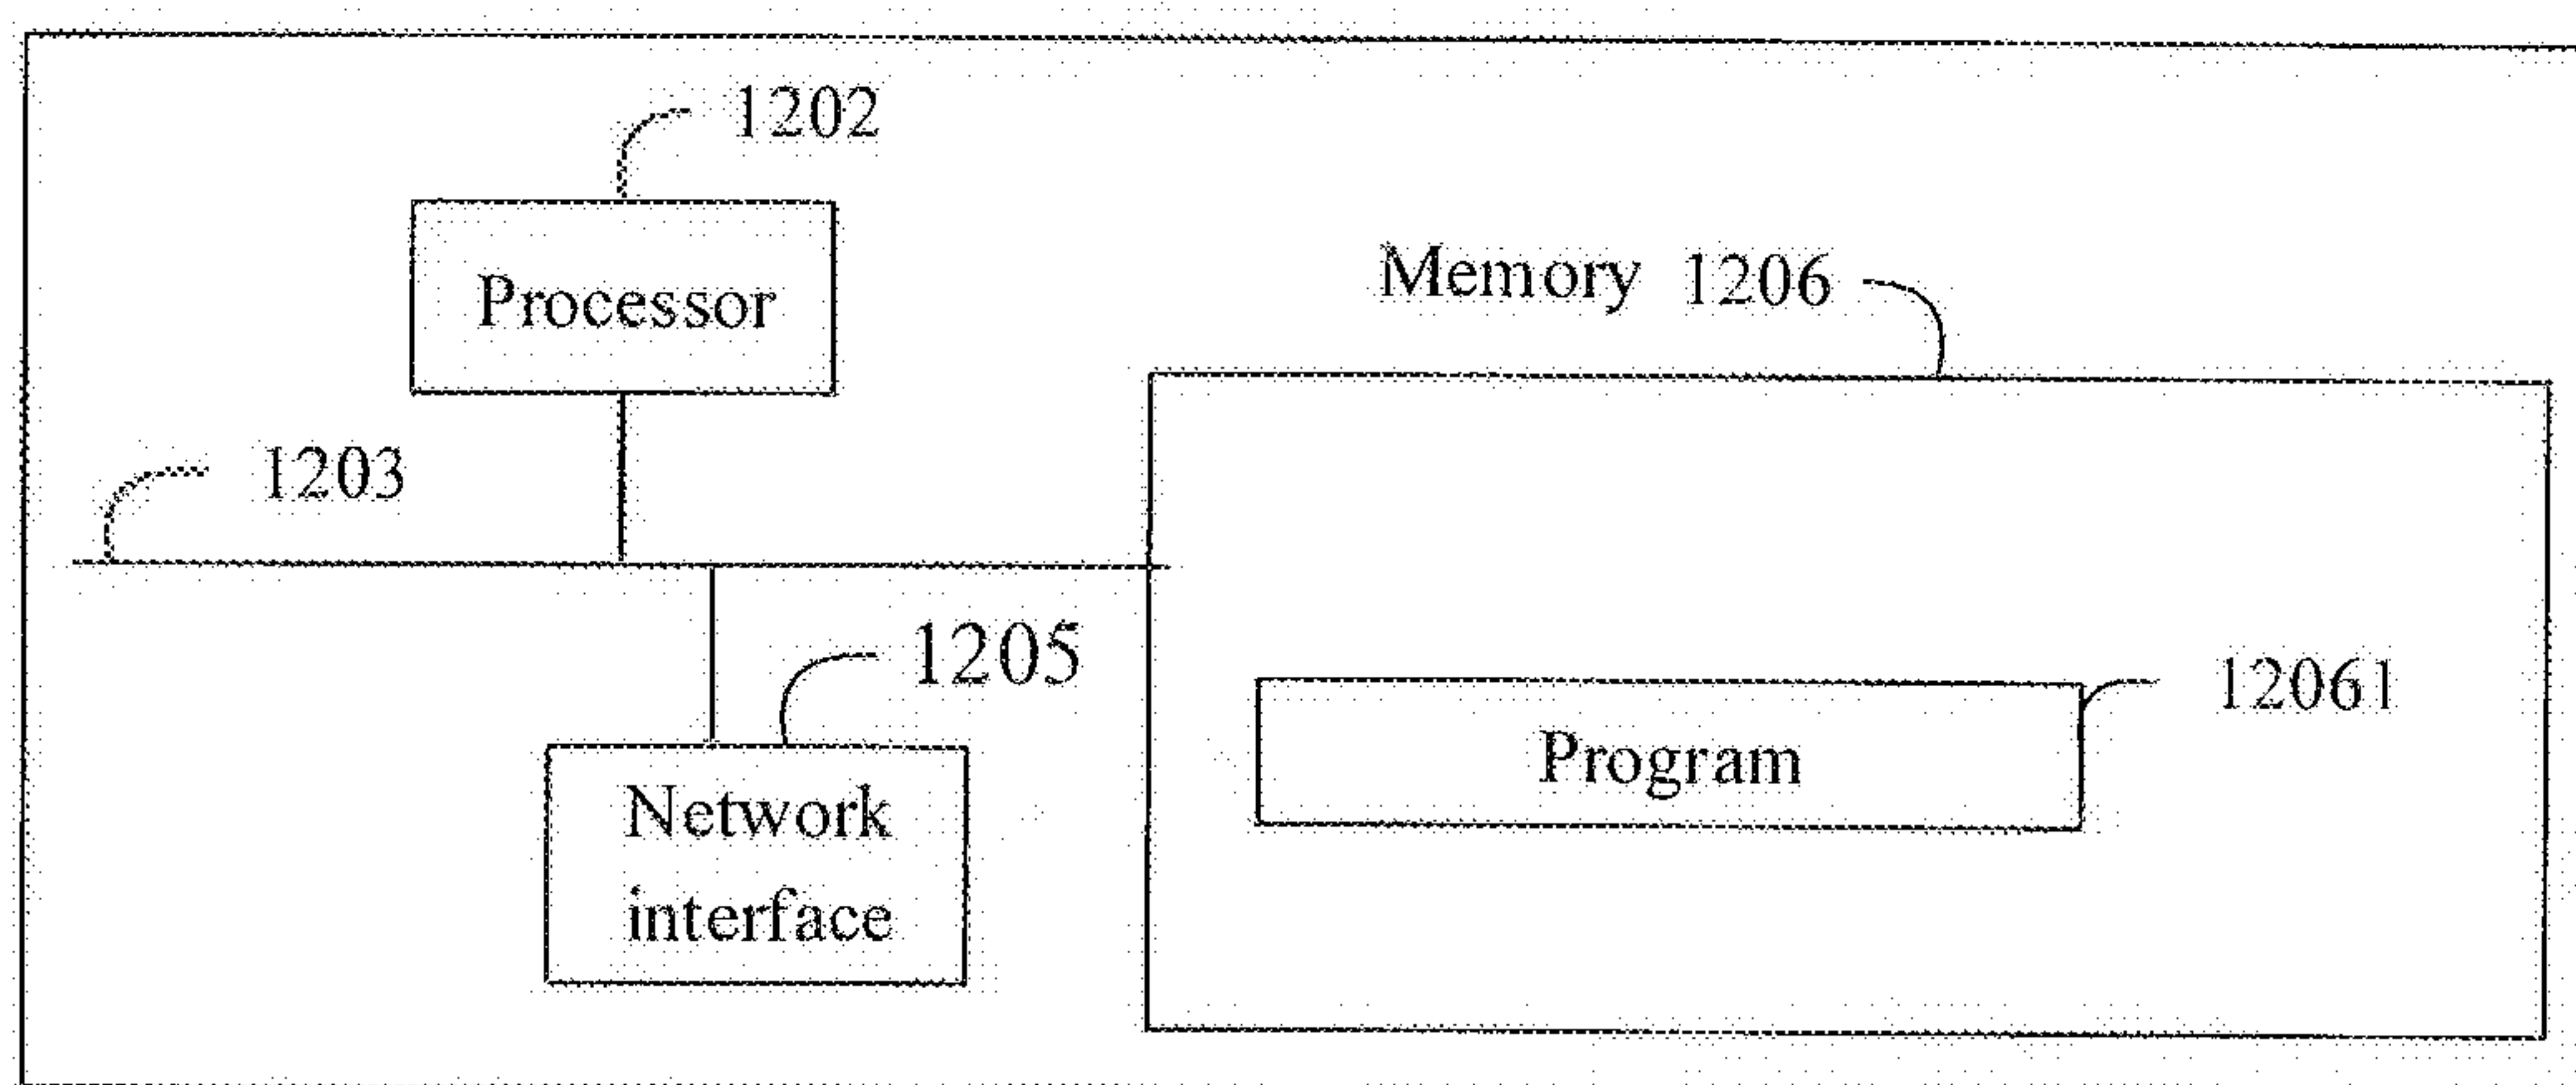 1202
Processor
Memory 1206
1203
1205
Network
interface
Program
12061